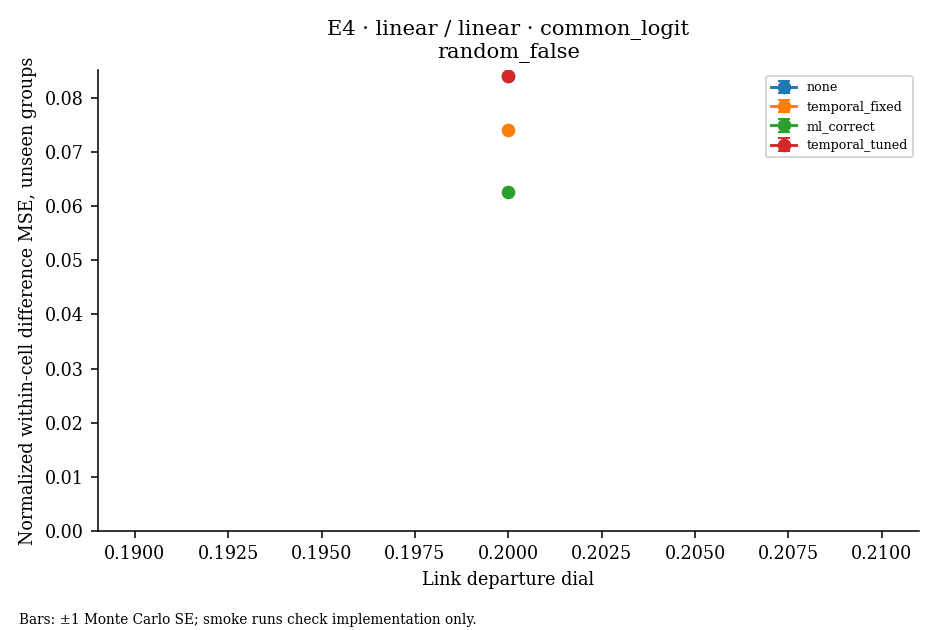 E4 · linear / linear · common_logit
random_false
Normalized within-cell difference MSE, unseen groups
0.08
0.07
0.06
0.05
0.04
0.03
0.02
0.01
0.00
none
temporal_fixed
ml_correct
temporal_tuned
0.1900 0.1925 0.1950 0.1975 0.2000 0.2025 0.2050 0.2075 0.2100
Link departure dial
Bars: ±1 Monte Carlo SE; smoke runs check implementation only.